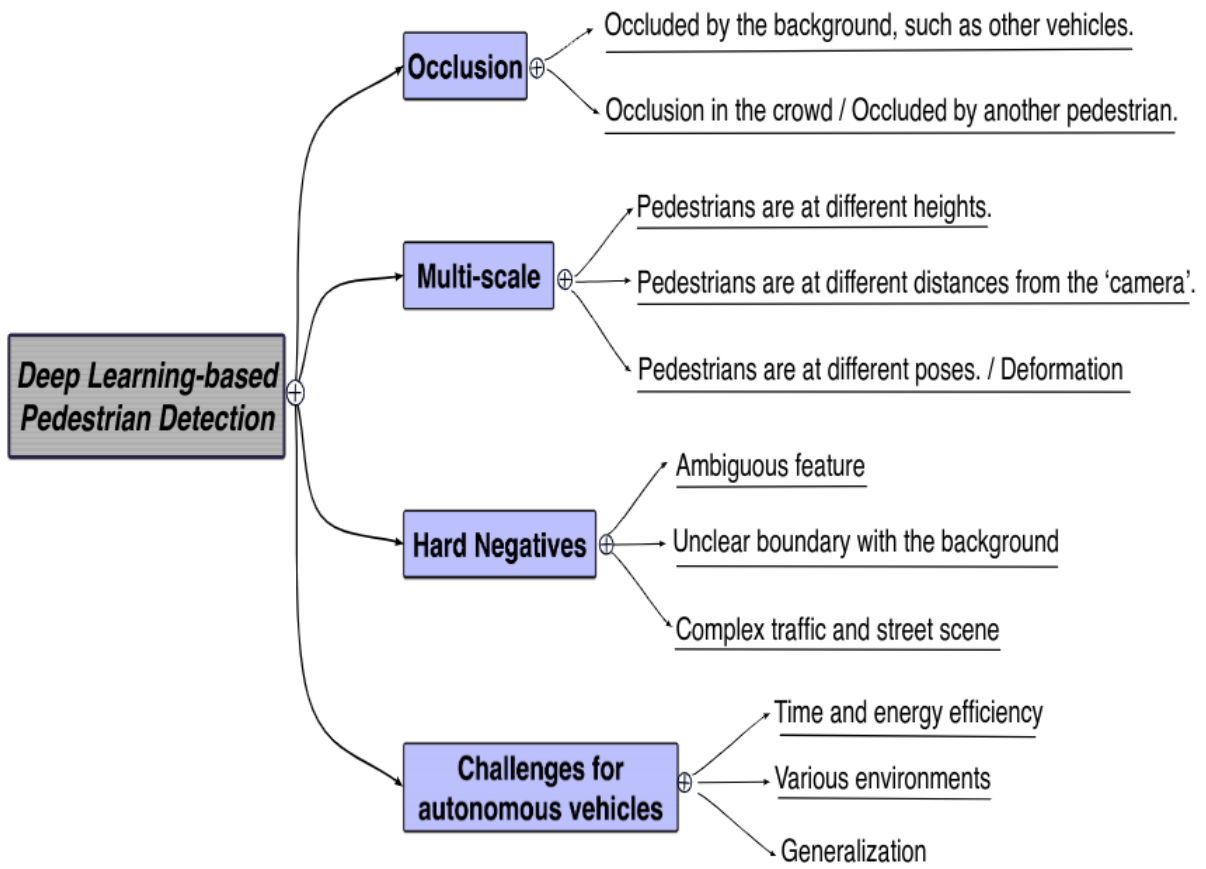 Occluded by the background, such as other vehicles.
Occlusion
Occlusion in the crowd / Occluded by another pedestrian.
Pedestrians are at different heights.
Multi-scale
Pedestrians are at different distances from the ‘camera’.
Pedestrians are at different poses. / Deformation
Deep Learning-based
Pedestrian Detection
Ambiguous feature
Hard Negatives
Unclear boundary with the background
Complex traffic and street scene
Time and energy efficiency
Challenges for
autonomous vehicles
Various environments
Generalization